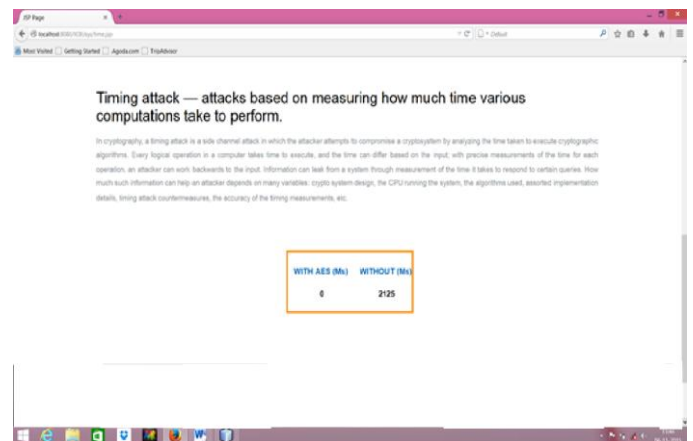 JSP Page
localhost:8080/
Default
Most Visited Getting Started Agoda.com TripAdvisor
Timing attack — attacks based on measuring how much time various
computations take to perform.
In cryptography, a timing attack is a side channel attack in which the attacker attempts to compromise a cryptosystem by analyzing the time taken to execute cryptographic
algorithms. Every logical operation in a computer takes time to execute, and the time can differ based on the input; with precise measurements of the time for each
operation, an attacker can work backwards to the input. Information can leak from a system through measurement of the time it takes to respond to certain queries. How
much such information can help an attacker depends on many variables: crypto system design, the CPU running the system, the algorithms used, assorted implementation
details, timing attack countermeasures, the accuracy of the timing measurements, etc.
WITH AES (Ms) WITHOUT (Ms)
0 2125